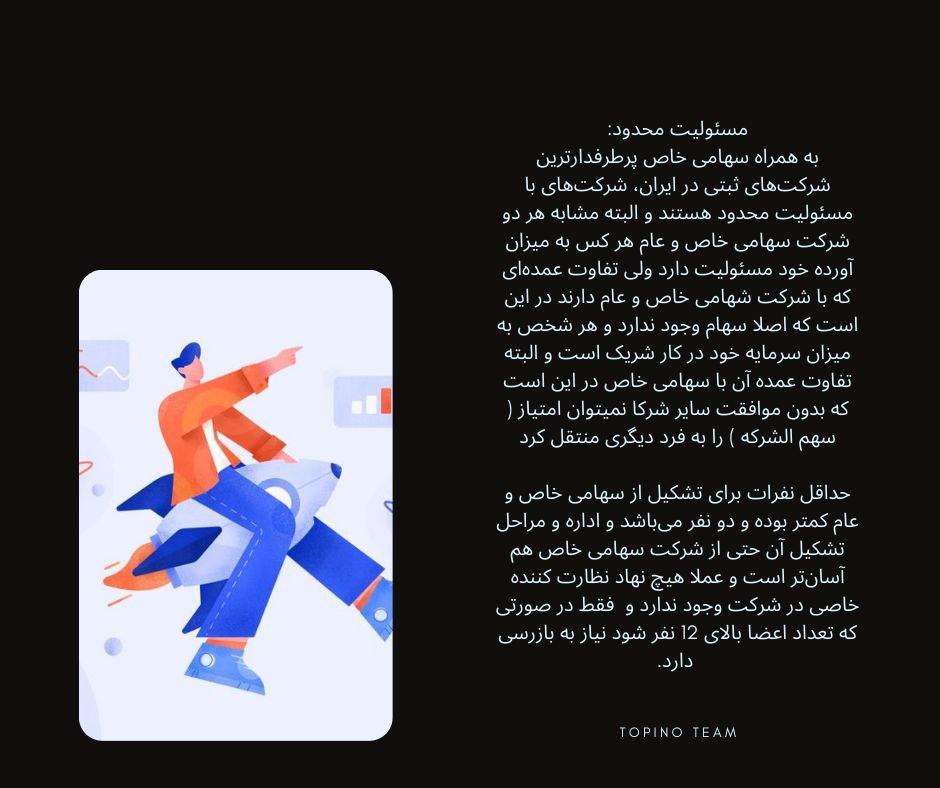 مسئولیت محدود:
به همراه سهامی خاص پرطرفدارترین
شرکت‌های ثبتی در ایران، شرکت‌های با
مسئولیت محدود هستند و البته مشابه هر دو
شرکت سهامی خاص و عام هر کس به میزان
آورده خود مسئولیت دارد ولی تفاوت عمده‌ای
که با شرکت شهامی خاص و عام دارند در این
است که اصلا سهام وجود ندارد و هر شخص به
میزان سرمایه خود در کار شریک است و البته
تفاوت عمده آن با سهامی خاص در این است
که بدون موافقت سایر شرکا نمیتوان امتیاز (
سهم الشرکه ) را به فرد دیگری منتقل کرد
حداقل نفرات برای تشکیل از سهامی خاص و
عام کمتر بوده و دو نفر می‌باشد و اداره و مراحل
تشکیل آن حتی از شرکت سهامی خاص هم
آسان‌تر است و عملا هیچ نهاد نظارت کننده
خاصی در شرکت وجود ندارد و فقط در صورتی
که تعداد اعضا بالای 12 نفر شود نیاز به بازرسی
دارد.
TOPINO TEAM